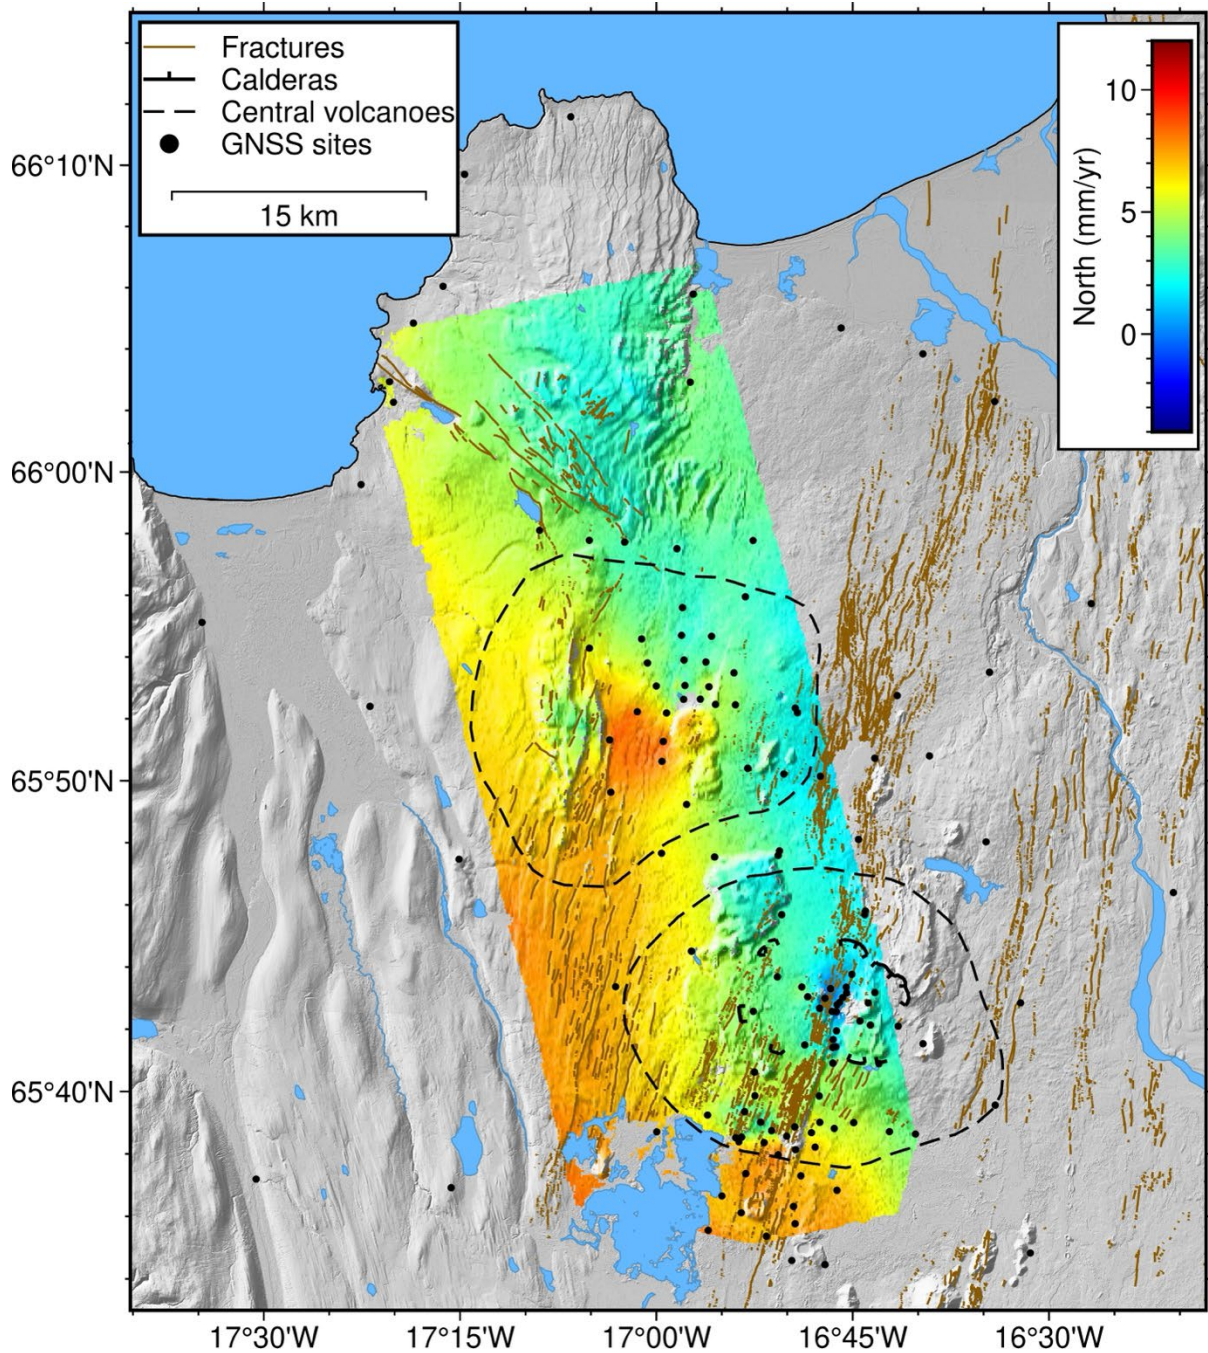 Fractures
Calderas
Central volcanoes
GNSS sites
15 km
10
5
0
North (mm/yr)
66°10'N
66°00'N
65°50'N
65°40'N
17°30'W
17°15'W
17°00'W
16°45'W
16°30'W